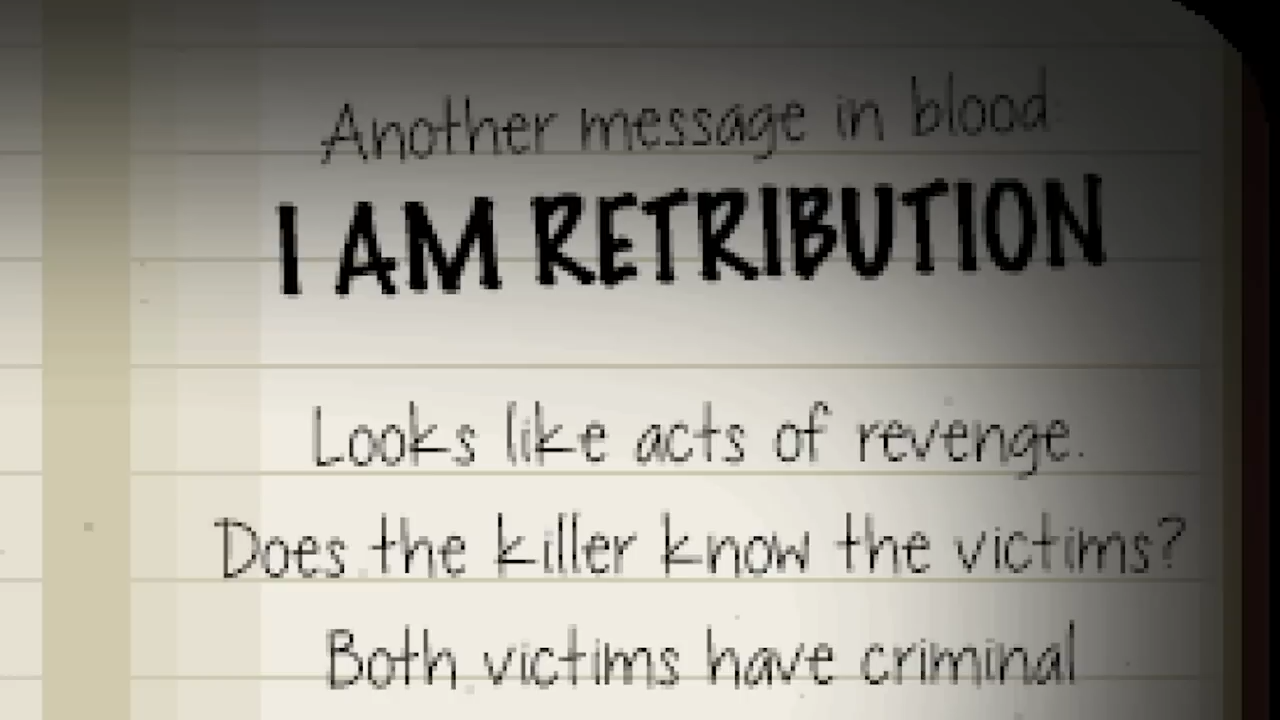 Another message in blood
I AM RETRIBUTION
Looks like acts of revenge.
Does the killer know the victims?
Both victims have criminal